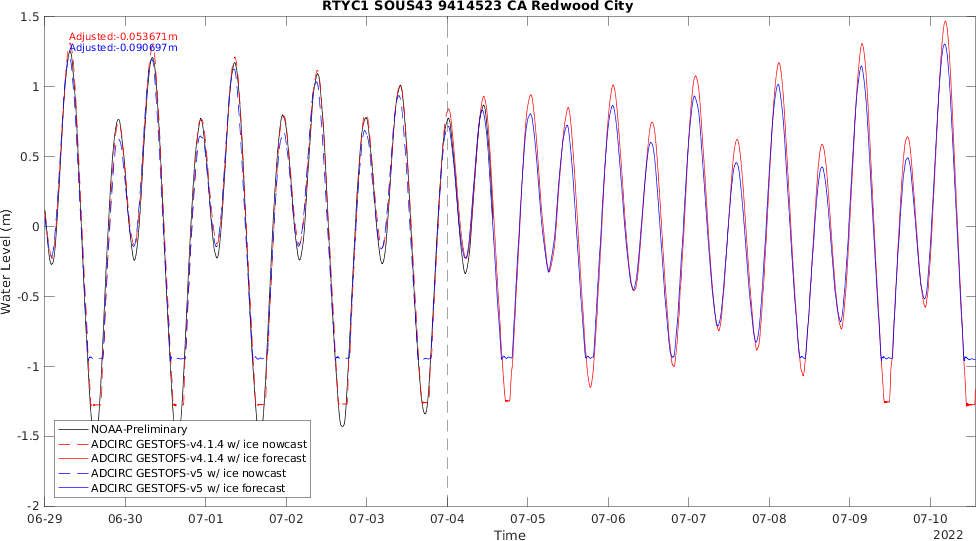 RTYC1 SOUS43 9414523 CA Redwood City
Adjusted:-0.053671m
Adjusted:-0.090697m
Water Level (m)
1.5
1
0.5
0
-0.5
-1
-1.5
-2
NOAA-Preliminary
ADCIRC GESTOFS-v4.1.4 w/ ice nowcast
ADCIRC GESTOFS-v4.1.4 w/ ice forecast
ADCIRC GESTOFS-v5 w/ ice nowcast
ADCIRC GESTOFS-v5 w/ ice forecast
06-29 06-30 07-01 07-02 07-03 07-04 07-05 07-06 07-07 07-08 07-09 07-10
Time
2022